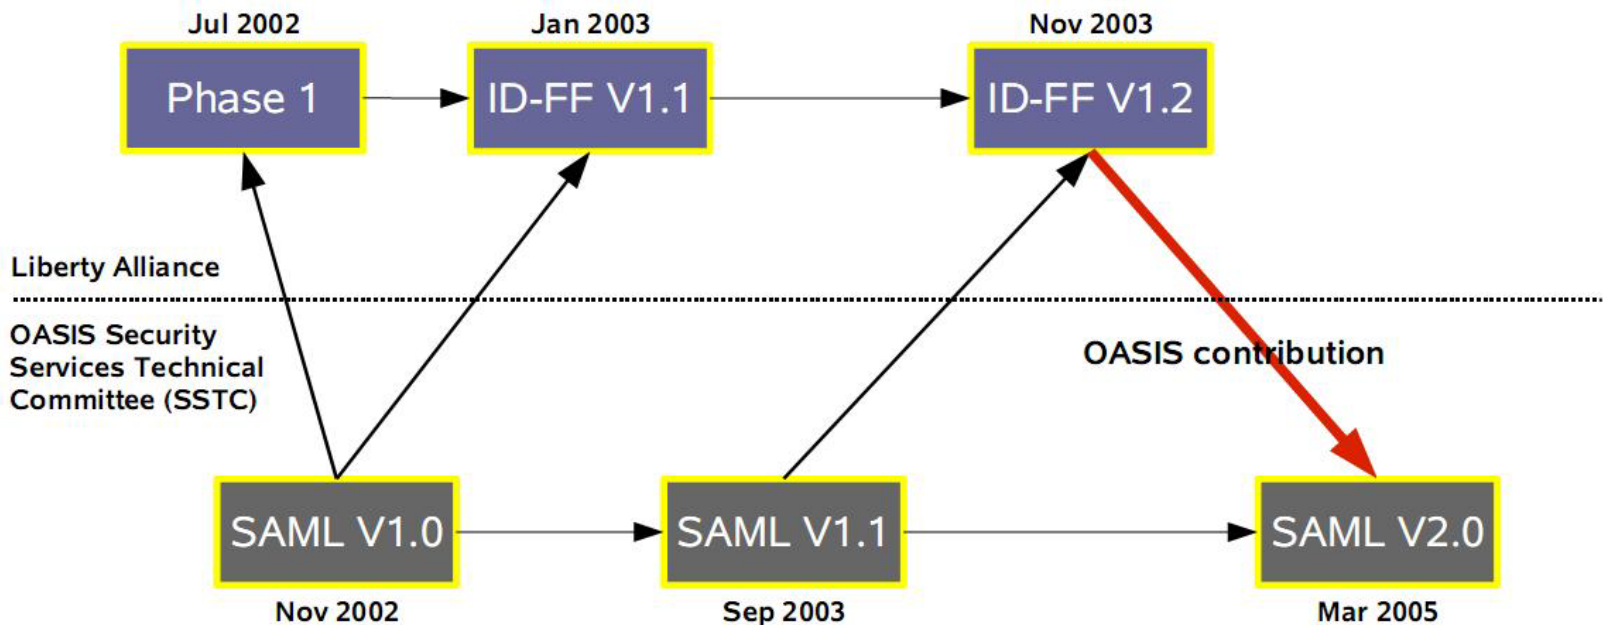 Jul 2002
Jan 2003
Nov 2003
Phase 1
ID-FF V1.1
ID-FF V1.2
Liberty Alliance
OASIS Security
Services Technical
Committee (SSTC)
OASIS contribution
SAML V1.0
SAML V1.1
SAML V2.0
Nov 2002
Sep 2003
Mar 2005